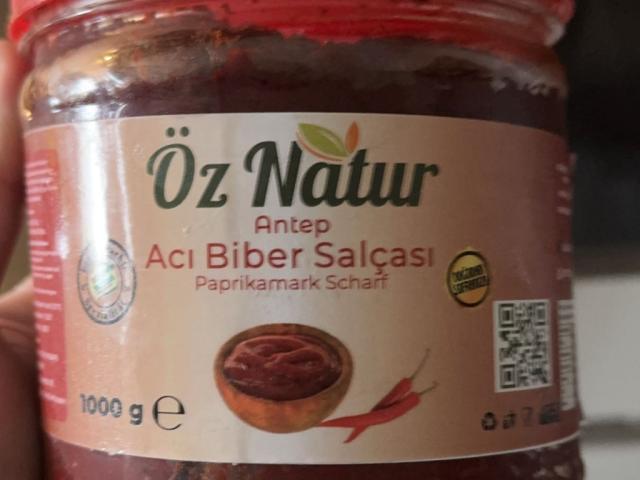 Öz Natur
Antep
Acı Biber Salçası
Paprikamark Scharf
1000 g ℮